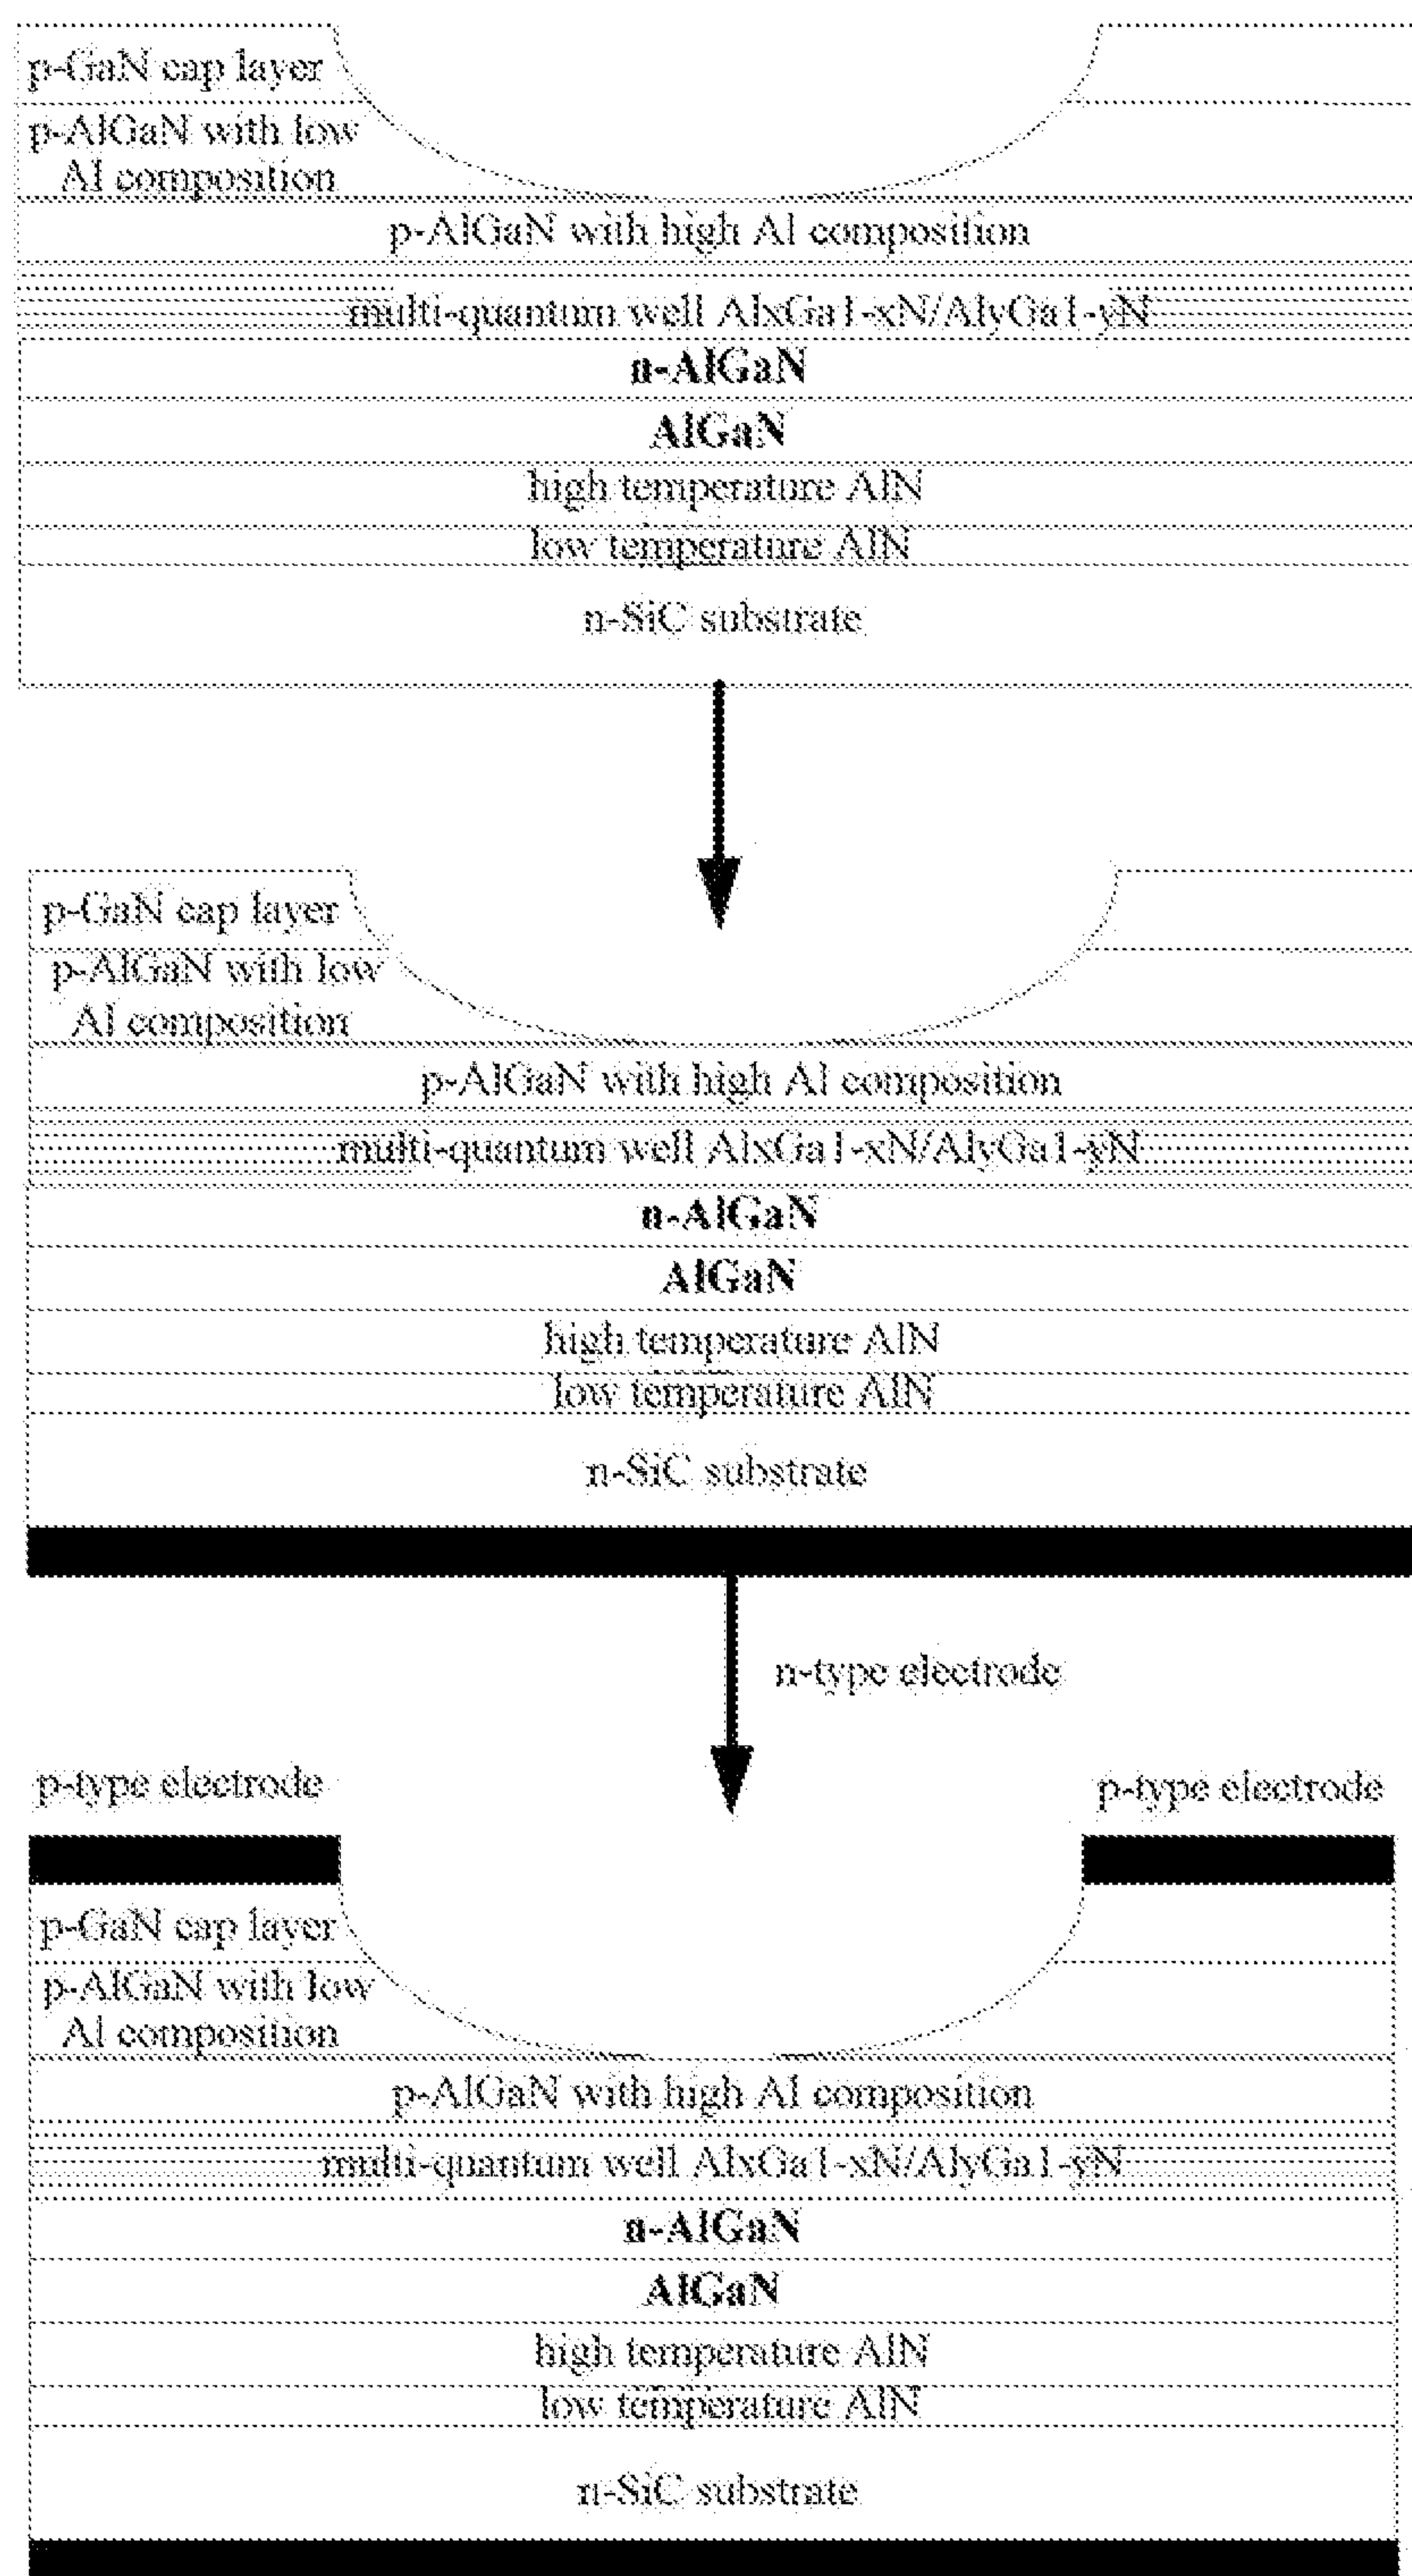 p-GaN cap layer
p-AlGaN with low
Al composition
p-AlGaN with high Al composition
multi-quantum well AlxGa1-xN/AlyGa1-yN
n-AlGaN
AlGaN
high temperature AlN
low temperature AlN
n-SiC substrate
p-GaN cap layer
p-AlGaN with low
Al composition
p-AlGaN with high Al composition
multi-quantum well AlxGa1-xN/AlyGa1-yN
n-AlGaN
AlGaN
high temperature AlN
low temperature AlN
n-SiC substrate
n-type electrode
p-type electrode
p-type electrode
p-GaN cap layer
p-AlGaN with low
Al composition
p-AlGaN with high Al composition
multi-quantum well AlxGa1-xN/AlyGa1-yN
n-AlGaN
AlGaN
high temperature AlN
low temperature AlN
n-SiC substrate